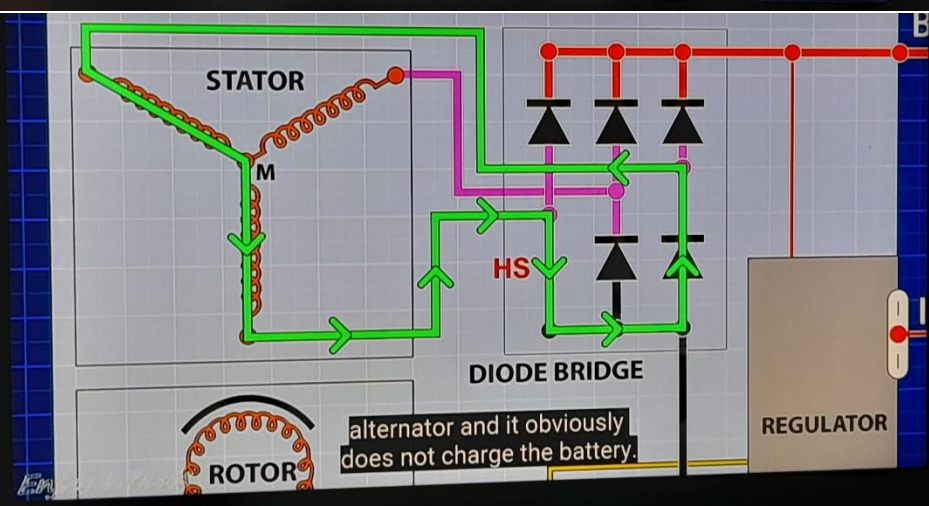 B
STATOR
M
HS
DIODE BRIDGE
REGULATOR
alternator and it obviously
does not charge the battery.
ROTOR